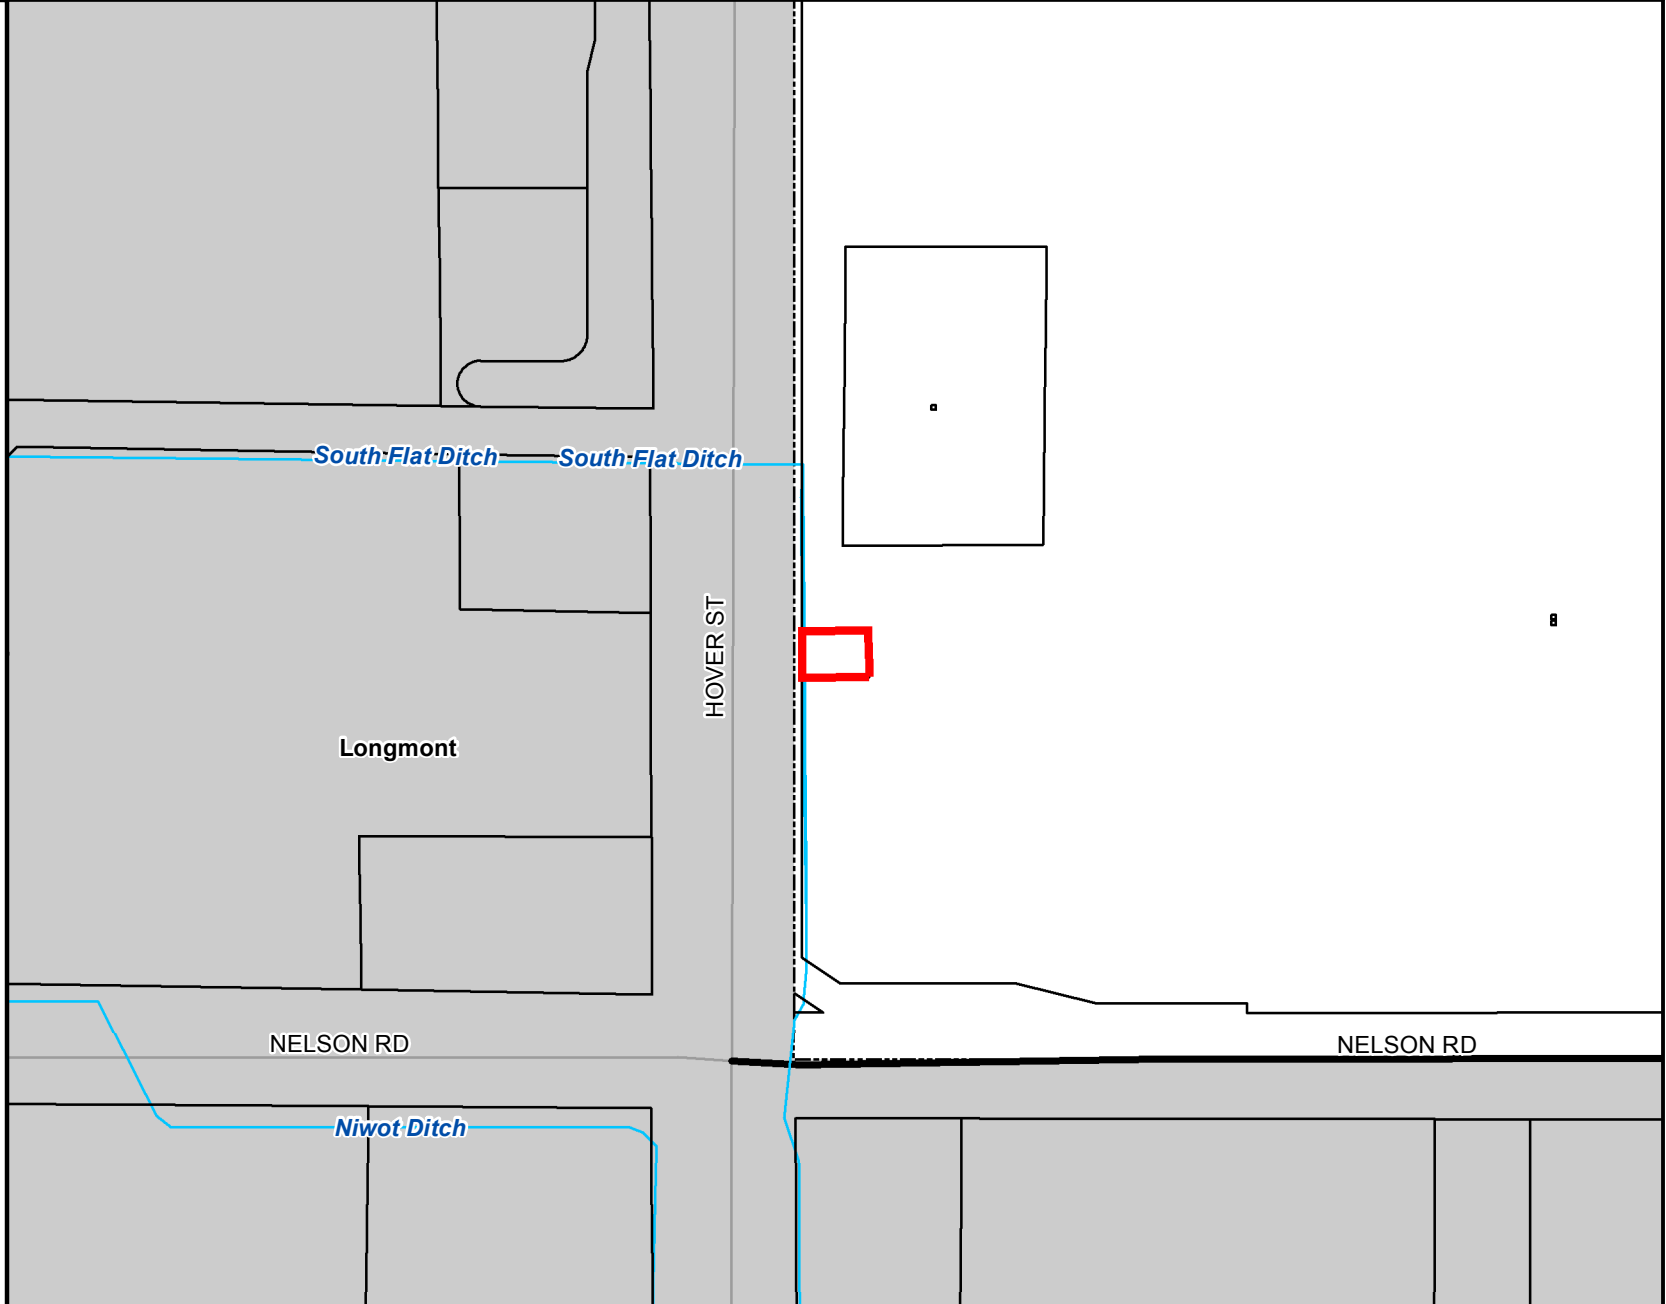 South Flat Ditch
South Flat Ditch
HOVER ST
Longmont
NELSON RD
NELSON RD
Niwot Ditch